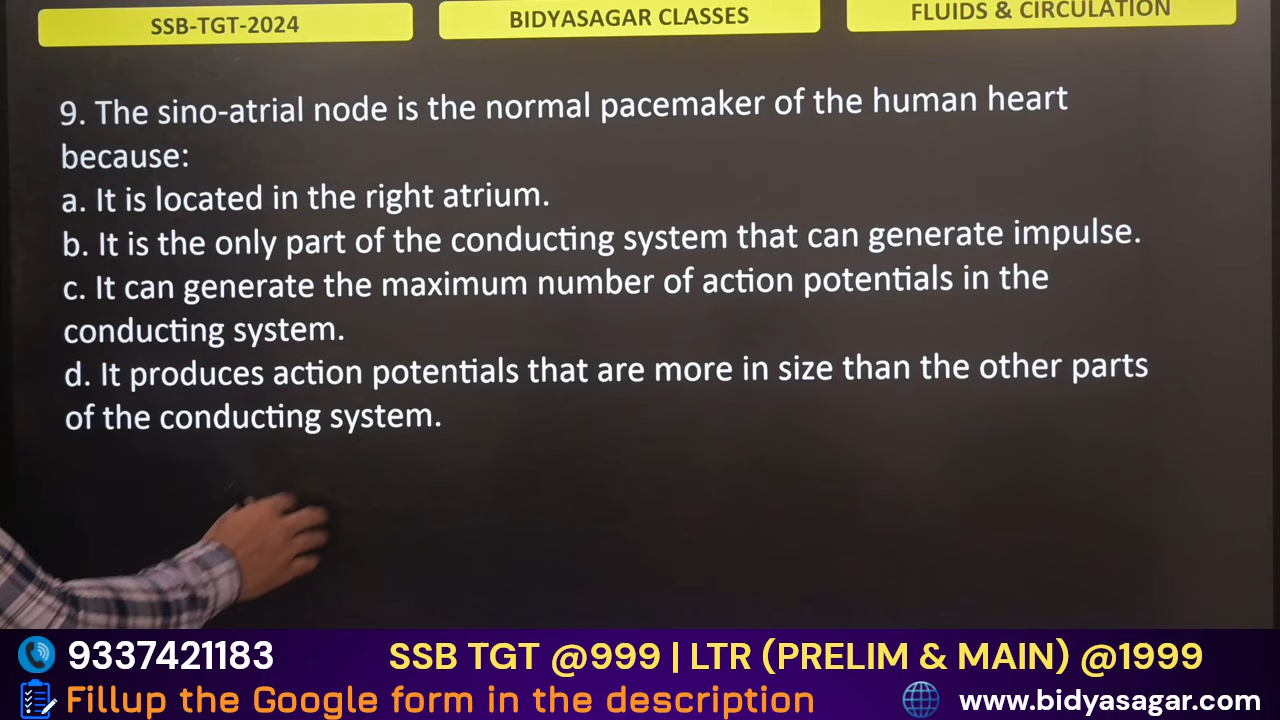 SSB-TGT-2024
BIDYASAGAR CLASSES
FLUIDS & CIRCULATION
9. The sino-atrial node is the normal pacemaker of the human heart
because:
a. It is located in the right atrium.
b. It is the only part of the conducting system that can generate impulse.
c. It can generate the maximum number of action potentials in the
conducting system.
d. It produces action potentials that are more in size than the other parts
of the conducting system.
9337421183
SSB TGT @999 | LTR (PRELIM & MAIN) @1999
Fillup the Google form in the description
www.bidyasagar.com